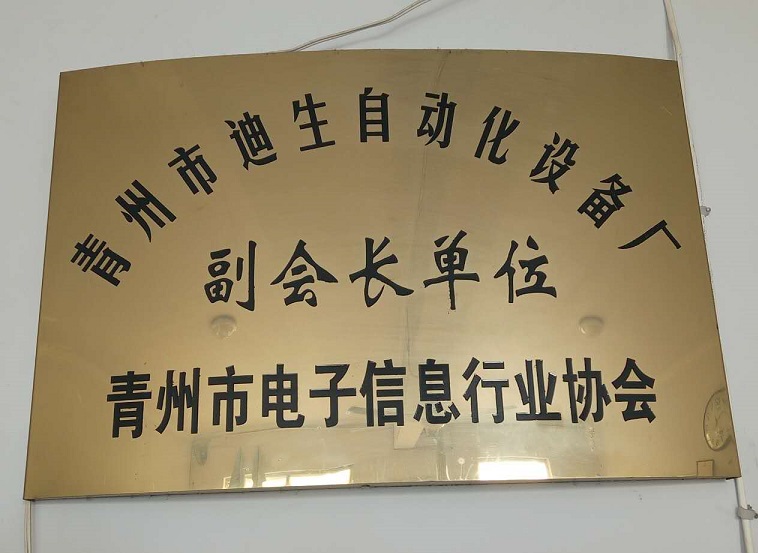 青州市迪生自动化设备厂
副会长单位
青州市电子信息行业协会